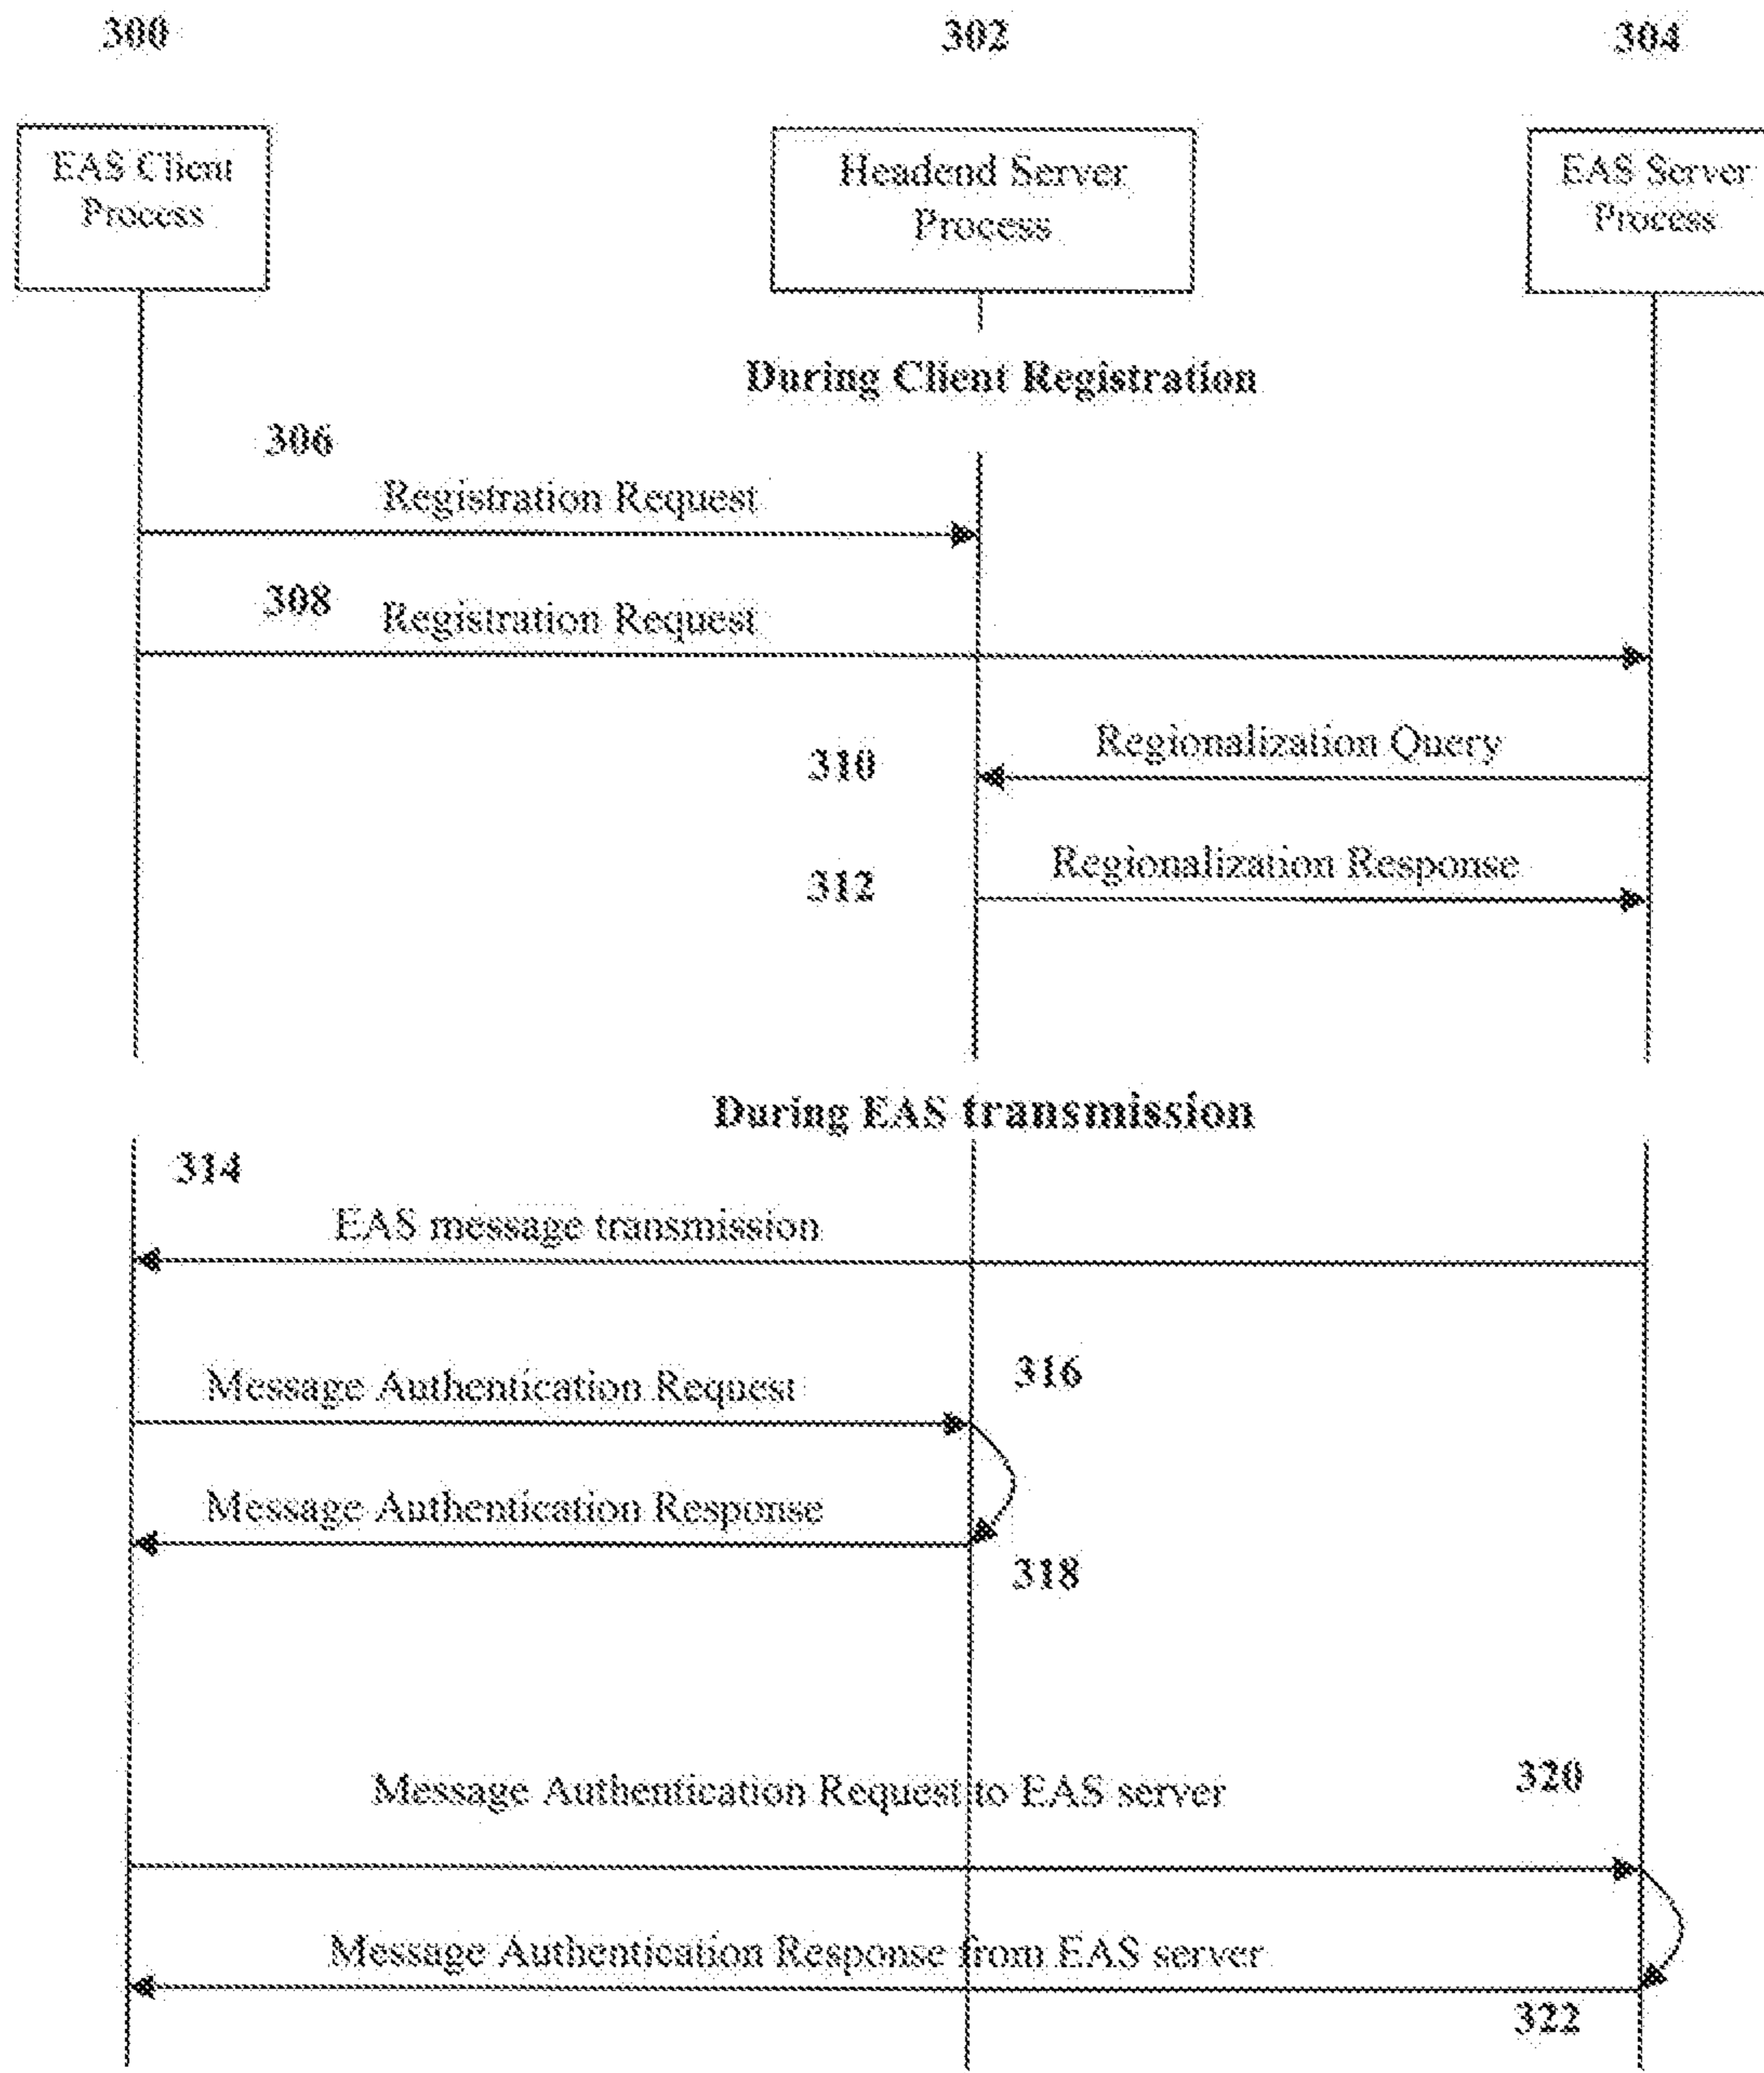 300
302
304
EAS Client
Process
Headend Server
Process
EAS Server
Process
During Client Registration
306
Registration Request
308
Registration Request
Regionalization Query
310
Regionalization Response
312
During EAS transmission
314
EAS message transmission
316
Message Authentication Request
Message Authentication Response
318
320
Message Authentication Request to EAS server
Message Authentication Response from EAS server
322